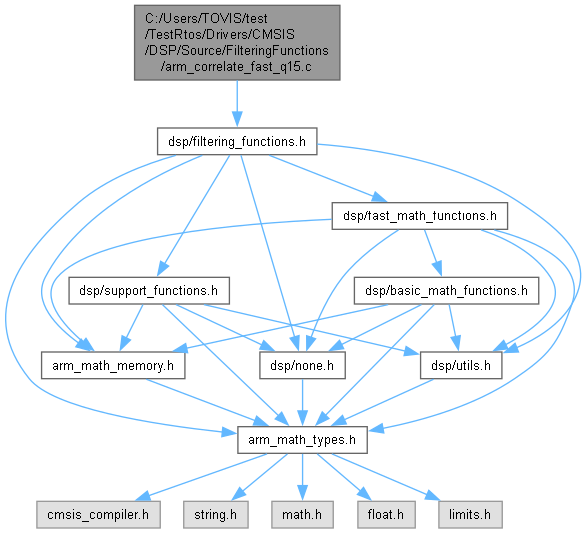 C:/Users/TOVIS/test
/TestRtos/Drivers/CMSIS
/DSP/Source/FilteringFunctions
/arm_correlate_fast_q15.c
dsp/filtering_functions.h
dsp/fast_math_functions.h
dsp/support_functions.h
dsp/basic_math_functions.h
arm_math_memory.h
dsp/none.h
dsp/utils.h
arm_math_types.h
cmsis_compiler.h
string.h
math.h
float.h
limits.h